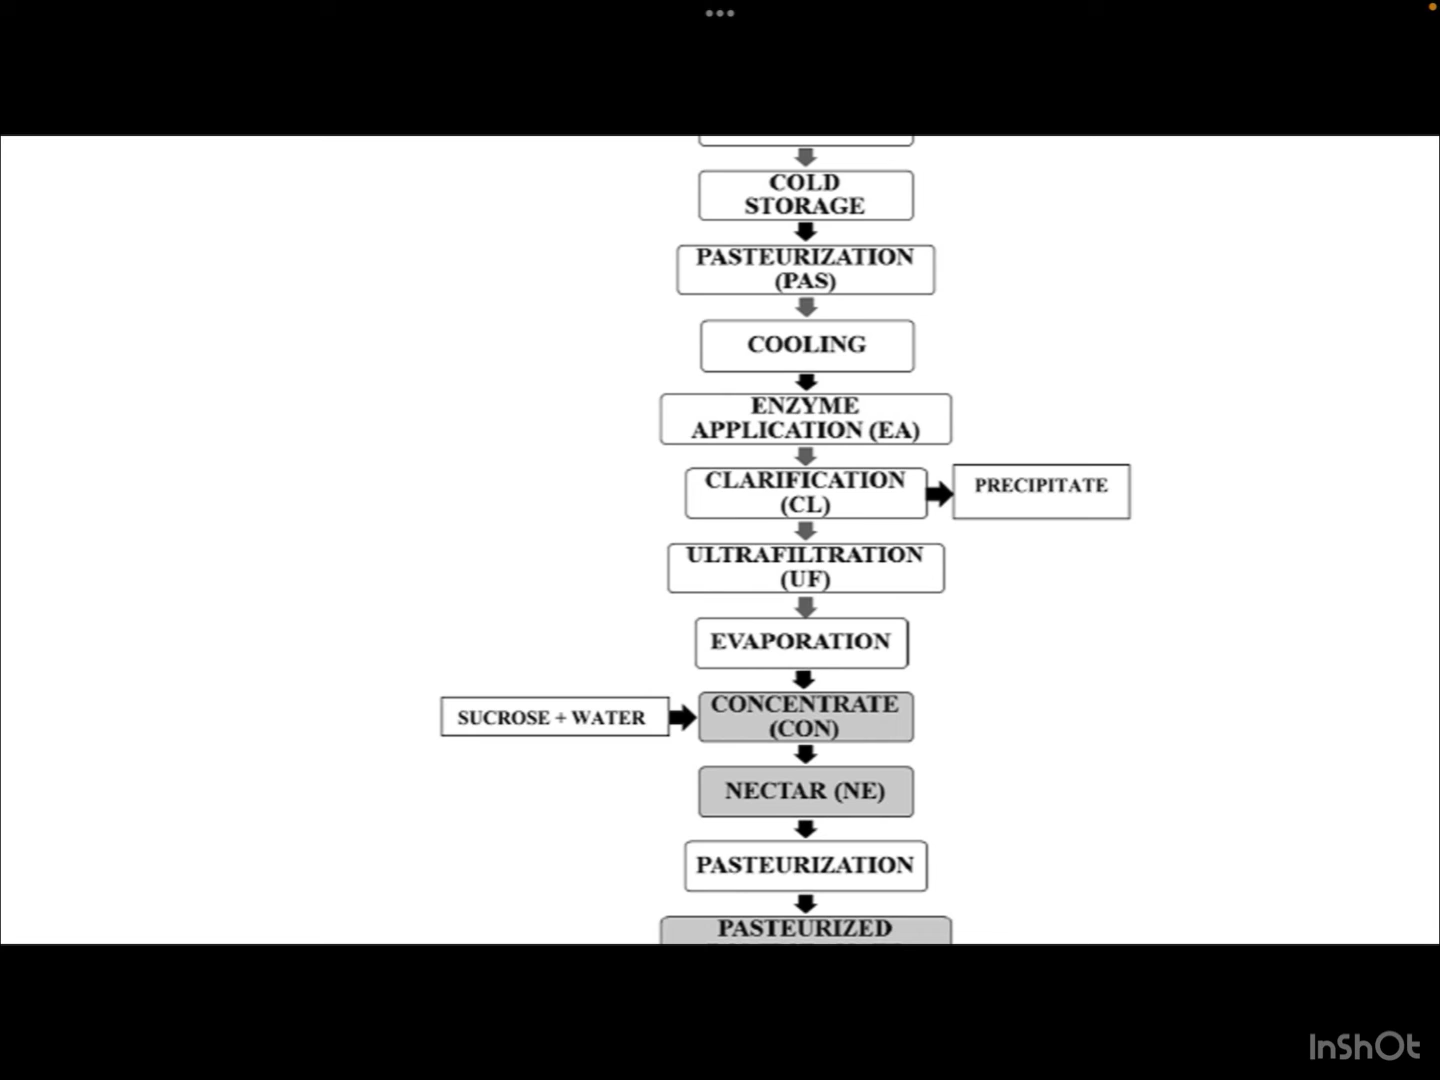 COLD
STORAGE
PASTEURIZATION
(PAS)
COOLING
ENZYME
APPLICATION (EA)
CLARIFICATION
(CL)
PRECIPITATE
ULTRAFILTRATION
(UF)
EVAPORATION
SUCROSE + WATER
CONCENTRATE
(CON)
NECTAR (NE)
PASTEURIZATION
PASTEURIZED
InShOt